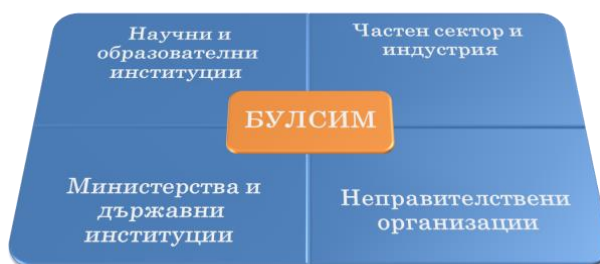 Научни и
образователни
институции
Частен сектор и
индустрия
БУЛСИМ
Министерства и
държавни
институции
Неправителствени
организации